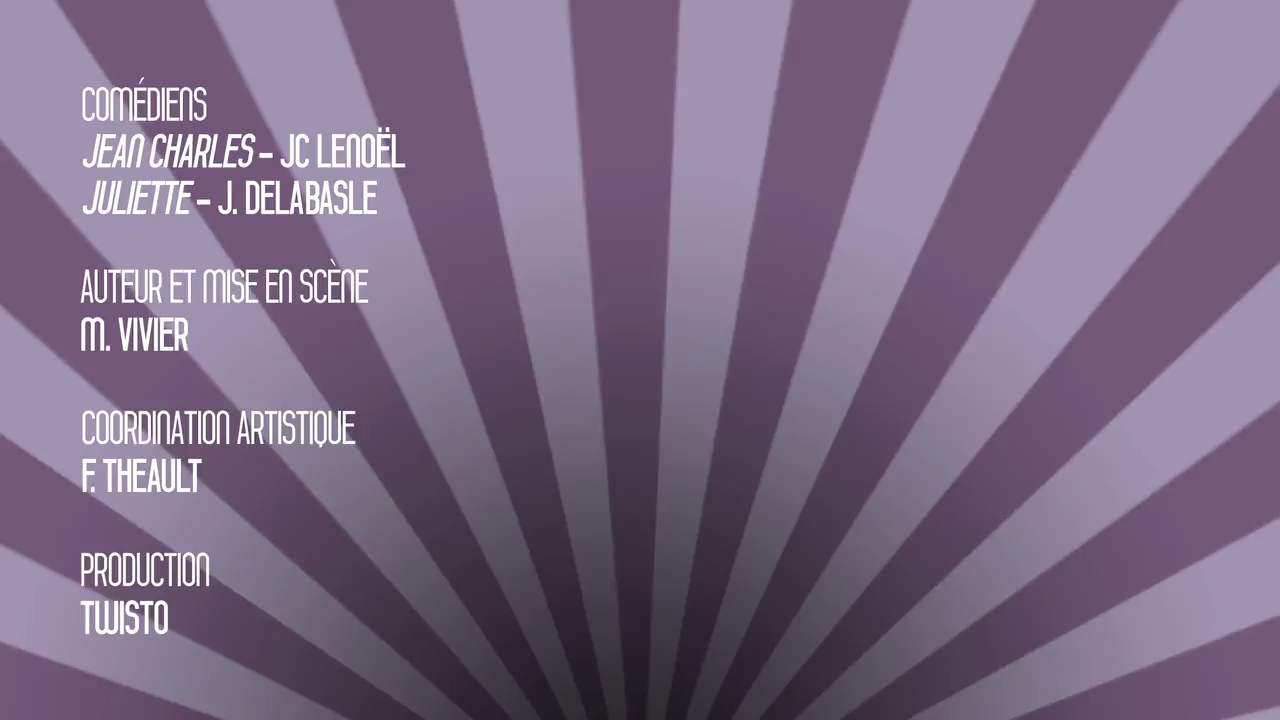 COMÉDIENS
JEAN CHARLES – JC LENOËL
JULIETTE – J. DELABASLE
AUTEUR ET MISE EN SCÈNE
M. VIVIER
COORDINATION ARTISTIQUE
F. THEAULT
PRODUCTION
TWISTO